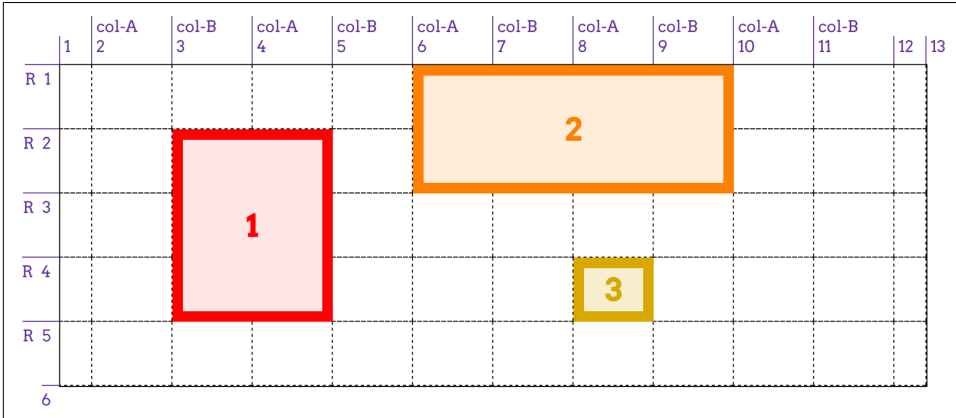 col-A col-B col-A col-B col-A col-B col-A col-B col-A col-B
1 2 3 4 5 6 7 8 9 10 11 12 13
R 1
R 2
R 3
R 4
R 5
6
2
1
3